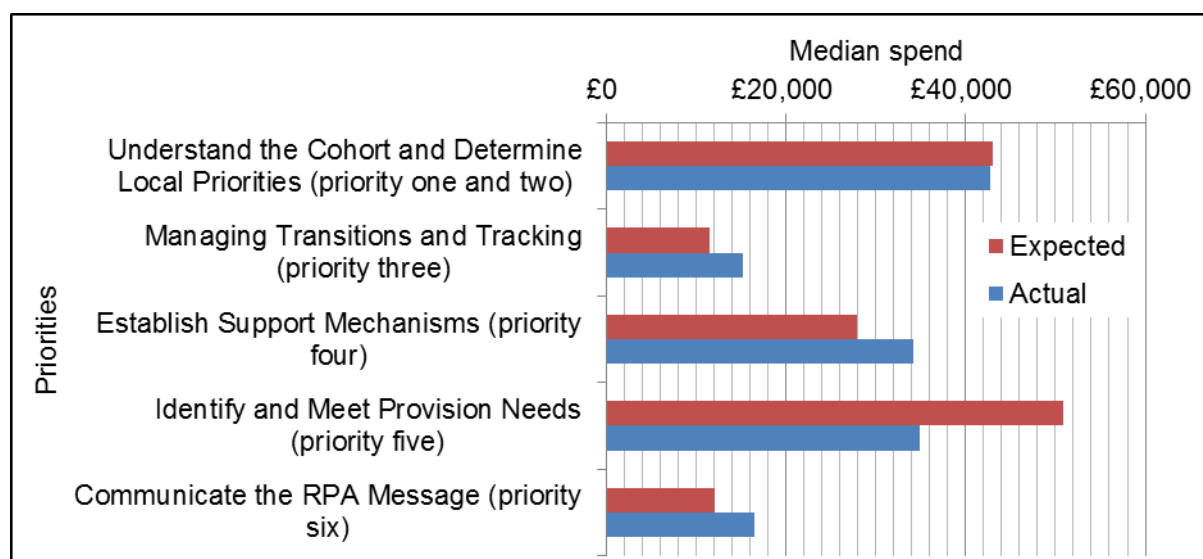 Median spend
£0 £20,000 £40,000 £60,000
Understand the Cohort and Determine
Local Priorities (priority one and two)
Managing Transitions and Tracking
(priority three)
Establish Support Mechanisms (priority
four)
Identify and Meet Provision Needs
(priority five)
Communicate the RPA Message (priority
six)
Priorities
Expected
Actual